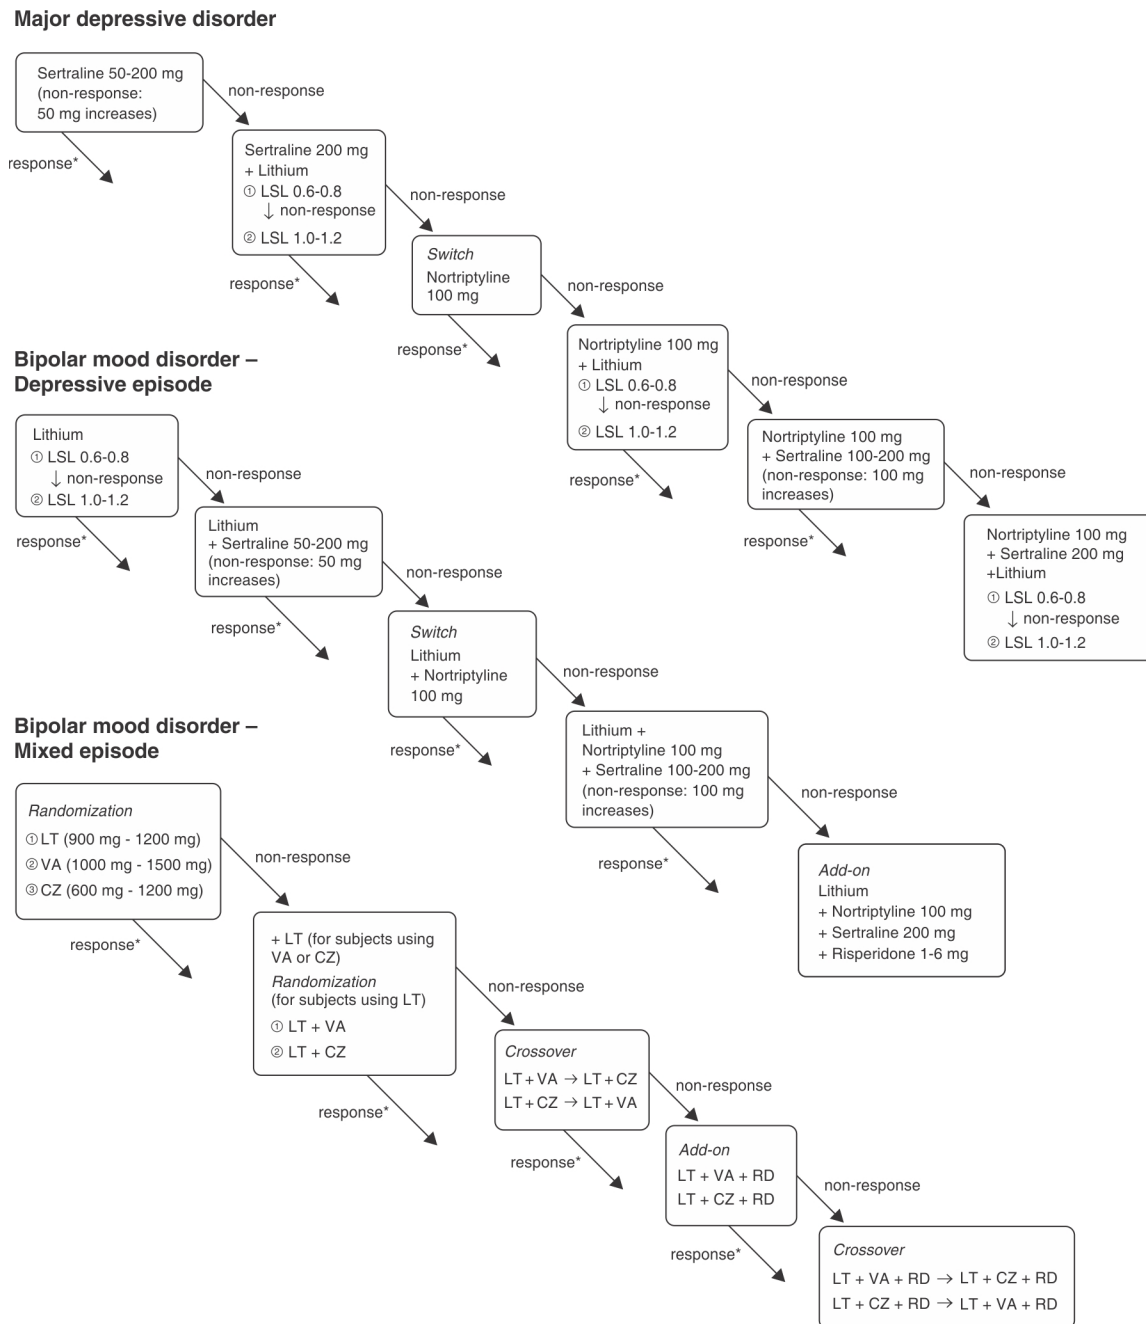 Major depressive disorder
Sertraline 50-200 mg
(non-response:
50 mg increases)
non-response
response*
Sertraline 200 mg
+ Lithium
① LSL 0.6-0.8
↓ non-response
② LSL 1.0-1.2
non-response
response*
Switch
Nortriptyline
100 mg
non-response
response*
Nortriptyline 100 mg
+ Lithium
① LSL 0.6-0.8
↓ non-response
② LSL 1.0-1.2
non-response
response*
Nortriptyline 100 mg
+ Sertraline 100-200 mg
(non-response: 100 mg
increases)
non-response
response*
Nortriptyline 100 mg
+ Sertraline 200 mg
+Lithium
① LSL 0.6-0.8
↓ non-response
② LSL 1.0-1.2
Bipolar mood disorder –
Depressive episode
Lithium
① LSL 0.6-0.8
↓ non-response
② LSL 1.0-1.2
non-response
response*
Lithium
+ Sertraline 50-200 mg
(non-response: 50 mg
increases)
non-response
response*
Switch
Lithium
+ Nortriptyline
100 mg
non-response
response*
Lithium +
Nortriptyline 100 mg
+ Sertraline 100-200 mg
(non-response: 100 mg
increases)
non-response
response*
Add-on
Lithium
+ Nortriptyline 100 mg
+ Sertraline 200 mg
+ Risperidone 1-6 mg
Bipolar mood disorder –
Mixed episode
Randomization
① LT (900 mg - 1200 mg)
② VA (1000 mg - 1500 mg)
③ CZ (600 mg - 1200 mg)
non-response
response*
+ LT (for subjects using
VA or CZ)
Randomization
(for subjects using LT)
① LT + VA
② LT + CZ
non-response
response*
Crossover
LT + VA → LT + CZ
LT + CZ → LT + VA
non-response
response*
Add-on
LT + VA + RD
LT + CZ + RD
non-response
response*
Crossover
LT + VA + RD → LT + CZ + RD
LT + CZ + RD → LT + VA + RD